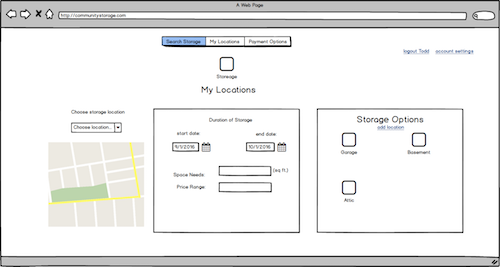 A Web Page
http://communitystorage.com
Search Storage My Locations Payment Options
logout Todd account settings
Storeage
My Locations
Choose storage location
Choose location...
Duration of Storage
start date: end date:
9/1/2016 10/1/2016
Space Needs: (sq ft.)
Price Range:
Storage Options
add location
Garage Basement
Attic